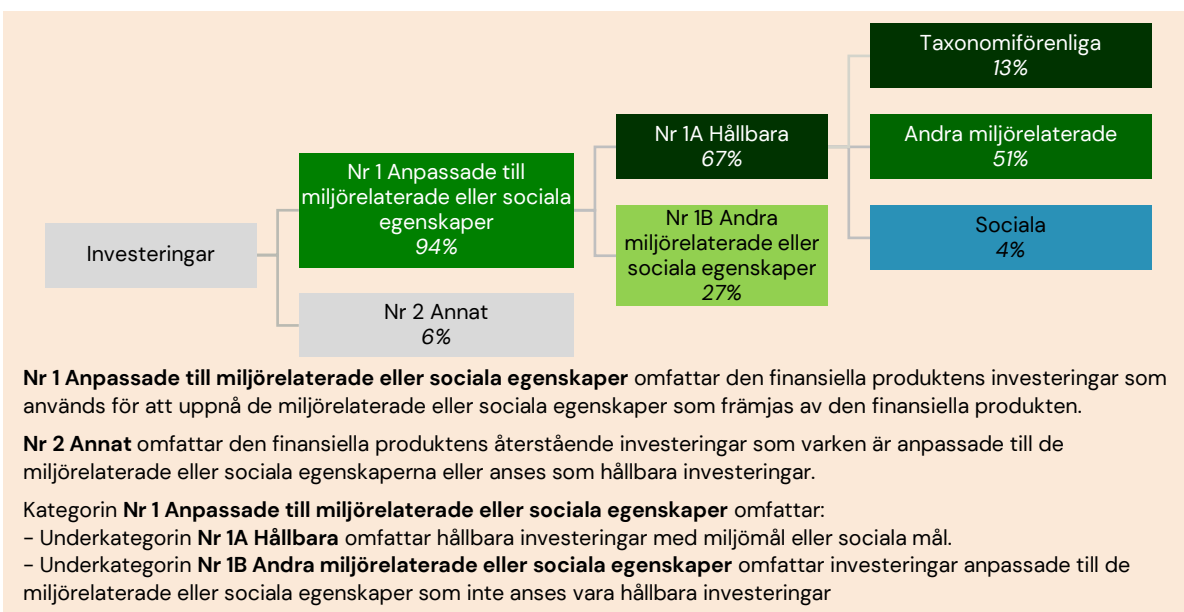 Taxonomiförenliga
13%
Nr 1A Hållbara
67%
Andra miljörelaterade
51%
Nr 1 Anpassade till
miljörelaterade eller sociala
egenskaper
94%
Nr 1B Andra
miljörelaterade eller
sociala egenskaper
27%
Sociala
4%
Investeringar
Nr 2 Annat
6%
Nr 1 Anpassade till miljörelaterade eller sociala egenskaper omfattar den finansiella produktens investeringar som
används för att uppnå de miljörelaterade eller sociala egenskaper som främjas av den finansiella produkten.
Nr 2 Annat omfattar den finansiella produktens återstående investeringar som varken är anpassade till de
miljörelaterade eller sociala egenskaperna eller anses som hållbara investeringar.
Kategorin Nr 1 Anpassade till miljörelaterade eller sociala egenskaper omfattar:
- Underkategorin Nr 1A Hållbara omfattar hållbara investeringar med miljömål eller sociala mål.
- Underkategorin Nr 1B Andra miljörelaterade eller sociala egenskaper omfattar investeringar anpassade till de
miljörelaterade eller sociala egenskaper som inte anses vara hållbara investeringar